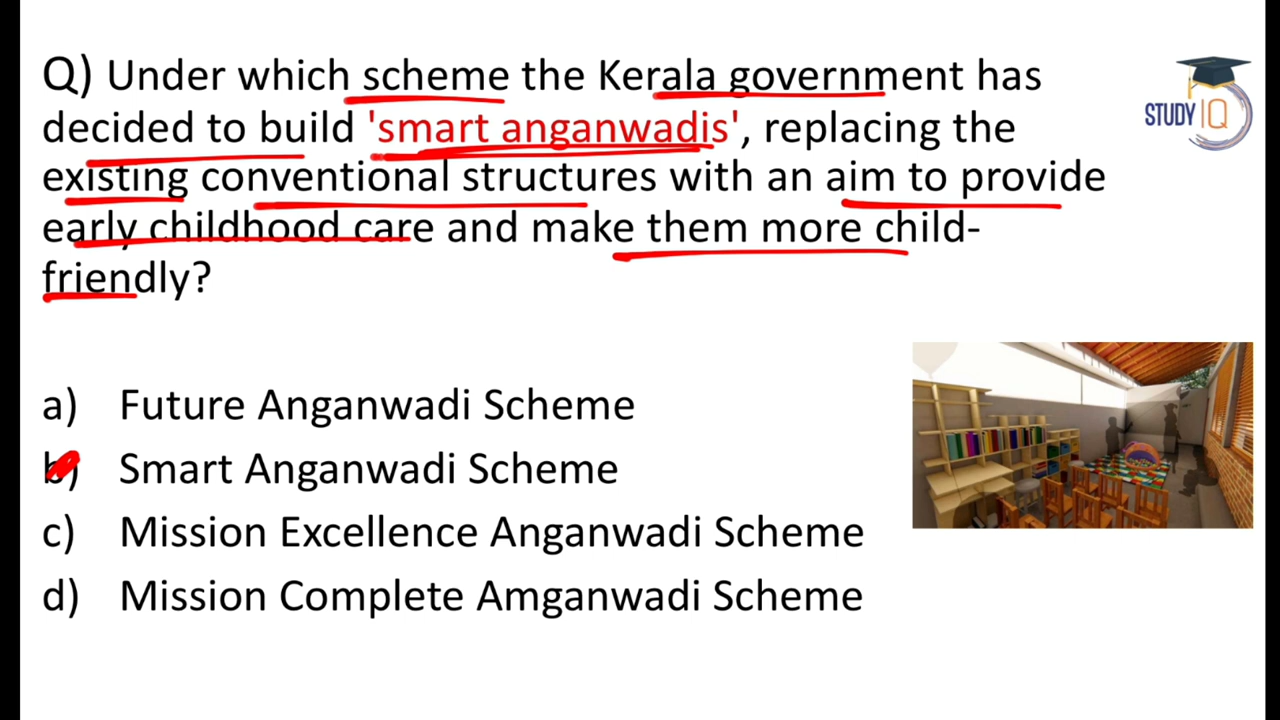 Q) Under which scheme the Kerala government has
decided to build 'smart anganwadis', replacing the
existing conventional structures with an aim to provide
early childhood care and make them more child-
friendly?
STUDY IQ
a) Future Anganwadi Scheme
b) Smart Anganwadi Scheme
c) Mission Excellence Anganwadi Scheme
d) Mission Complete Amganwadi Scheme